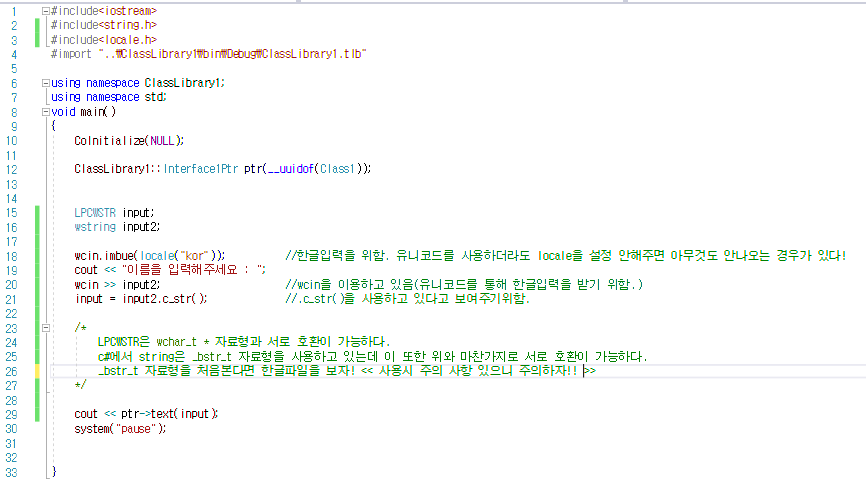 1 #include<iostream>
2 #include<string.h>
3 #include<locale.h>
4 #import "..₩ClassLibrary1₩bin₩Debug₩ClassLibrary1.tlb"
5
6 using namespace ClassLibrary1;
7 using namespace std;
8 void main()
9 {
10 CoInitialize(NULL);
11
12 ClassLibrary1::Interface1Ptr ptr(__uuidof(Class1));
13
14
15 LPCWSTR input;
16 wstring input2;
17
18 wcin.imbue(locale("kor")); //한글입력을 위함. 유니코드를 사용하더라도 locale을 설정 안해주면 아무것도 안나오는 경우가 있다!
19 cout << "이름을 입력해주세요 : ";
20 wcin >> input2; //wcin을 이용하고 있음(유니코드를 통해 한글입력을 받기 위함.)
21 input = input2.c_str(); //.c_str()을 사용하고 있다고 보여주기위함.
22
23 /*
24 LPCWSTR은 wchar_t * 자료형과 서로 호환이 가능하다.
25 c#에서 string은 _bstr_t 자료형을 사용하고 있는데 이 또한 위와 마찬가지로 서로 호환이 가능하다.
26 _bstr_t 자료형을 처음본다면 한글파일을 보자! << 사용시 주의 사항 있으니 주의하자!! >>
27 */
28
29 cout << ptr->text(input);
30 system("pause");
31
32
33 }